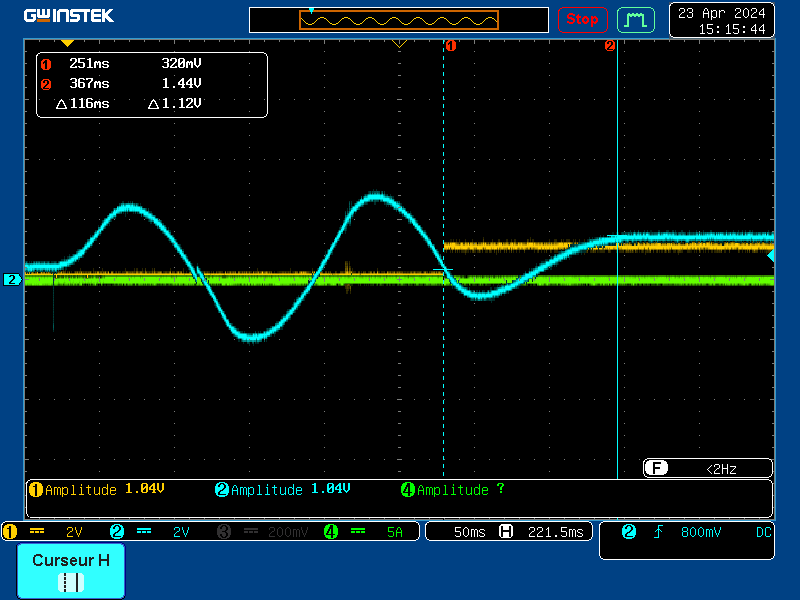 GWINSTEK
Stop
23 Apr 2024
15:15:44
1 251ms 320mV
2 367ms 1.44V
△116ms △1.12V
1 2
2
F <2Hz
1 Amplitude 1.04V 2 Amplitude 1.04V 4 Amplitude ?
1 2V 2 2V 3 200mV 4 5A 50ms H 221.5ms 2 800mV DC
Curseur H